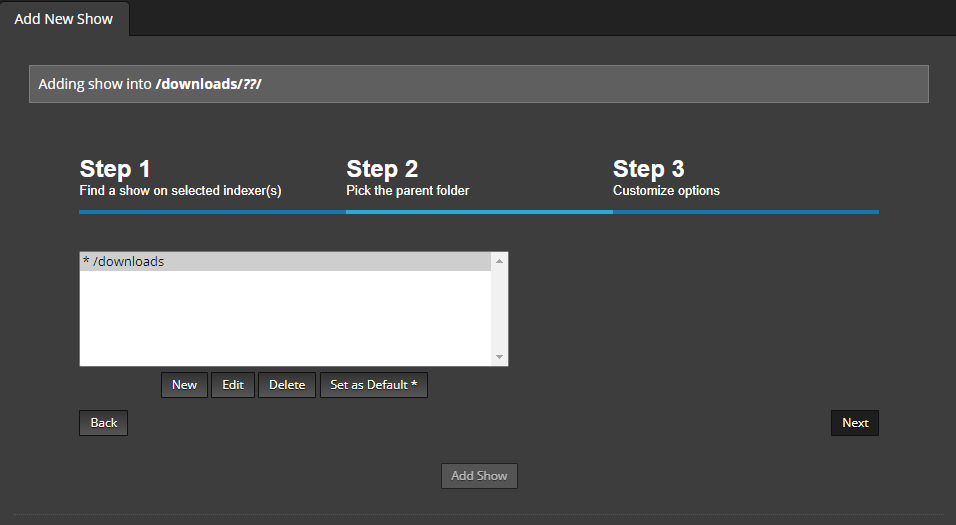 Add New Show
Adding show into /downloads/??/
Step 1
Find a show on selected indexer(s)
Step 2
Pick the parent folder
Step 3
Customize options
* /downloads
New Edit Delete Set as Default *
Back Next
Add Show